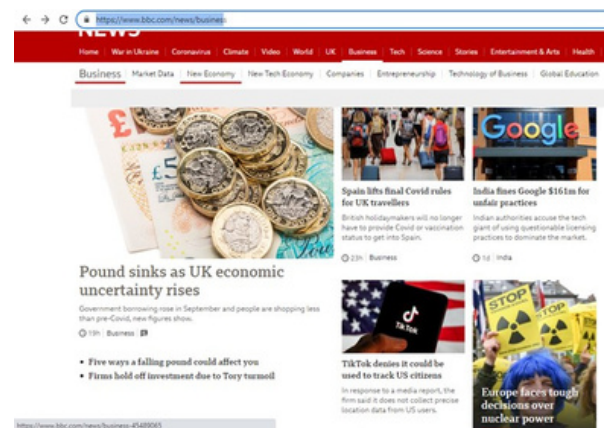 https://www.bbc.com/news/business
NEWS
Home War in Ukraine Coronavirus Climate Video World UK Business Tech Science Stories Entertainment & Arts Health
Business Market Data New Economy New Tech Economy Companies Entrepreneurship Technology of Business Global Education
£
£5
Google
Spain lifts final Covid rules
for UK travellers
British holidaymakers will no longer
have to provide Covid or vaccination
status to get into Spain.
23h Business
India fines Google $161m for
unfair practices
Indian authorities accuse the tech
giant of using questionable licensing
practices to dominate the market.
1d India
Pound sinks as UK economic
uncertainty rises
Government borrowing rose in September and people are shopping less
than pre-Covid, new figures show.
19h Business
Five ways a falling pound could affect you
Firms hold off investment due to Tory turmoil
TikTok
TikTok denies it could be
used to track US citizens
In response to a media report, the
firm said it does not collect precise
location data from US users.
STOP
STOP
Europe faces tough
decisions over
nuclear power
https://www.bbc.com/news/business-45489065